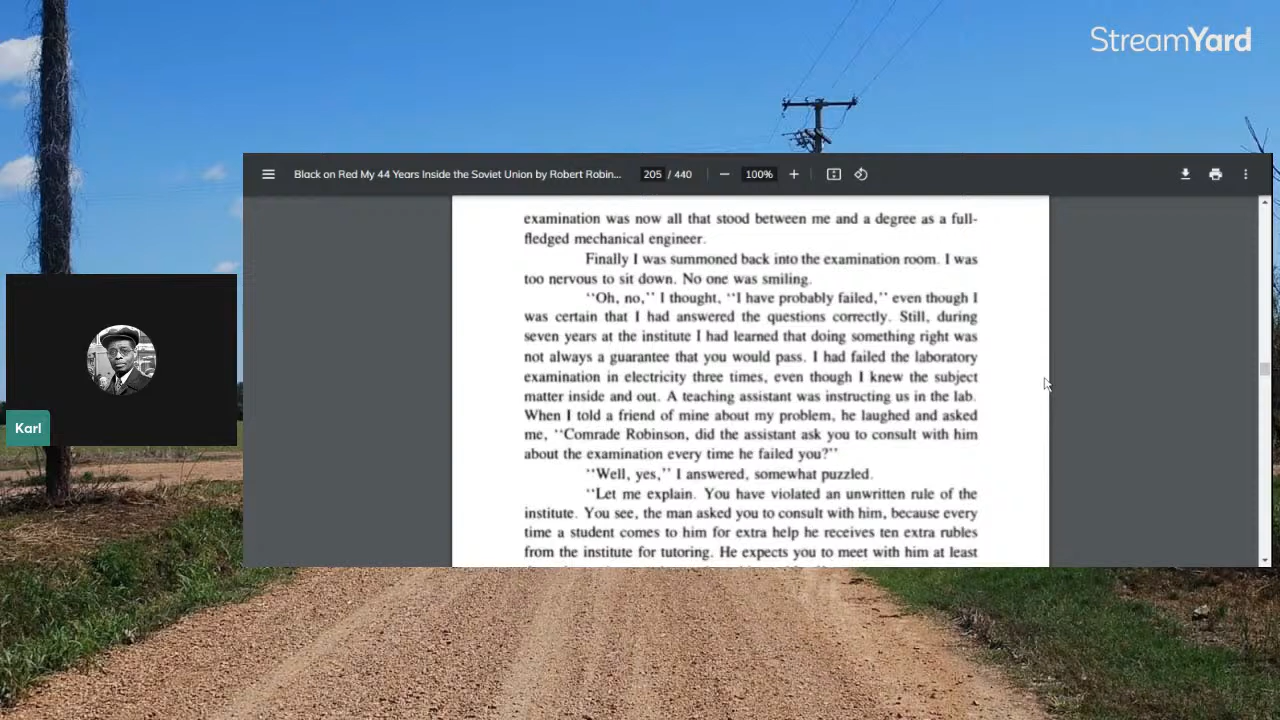 StreamYard
Black on Red My 44 Years Inside the Soviet Union by Robert Robin... 205 / 440 100%
examination was now all that stood between me and a degree as a full-
fledged mechanical engineer.
Finally I was summoned back into the examination room. I was
too nervous to sit down. No one was smiling.
‘‘Oh, no,’’ I thought, ‘‘I have probably failed,’’ even though I
was certain that I had answered the questions correctly. Still, during
seven years at the institute I had learned that doing something right was
not always a guarantee that you would pass. I had failed the laboratory
examination in electricity three times, even though I knew the subject
matter inside and out. A teaching assistant was instructing us in the lab.
When I told a friend of mine about my problem, he laughed and asked
me, ‘‘Comrade Robinson, did the assistant ask you to consult with him
about the examination every time he failed you?’’
‘‘Well, yes,’’ I answered, somewhat puzzled.
‘‘Let me explain. You have violated an unwritten rule of the
institute. You see, the man asked you to consult with him, because every
time a student comes to him for extra help he receives ten extra rubles
from the institute for tutoring. He expects you to meet with him at least
Karl